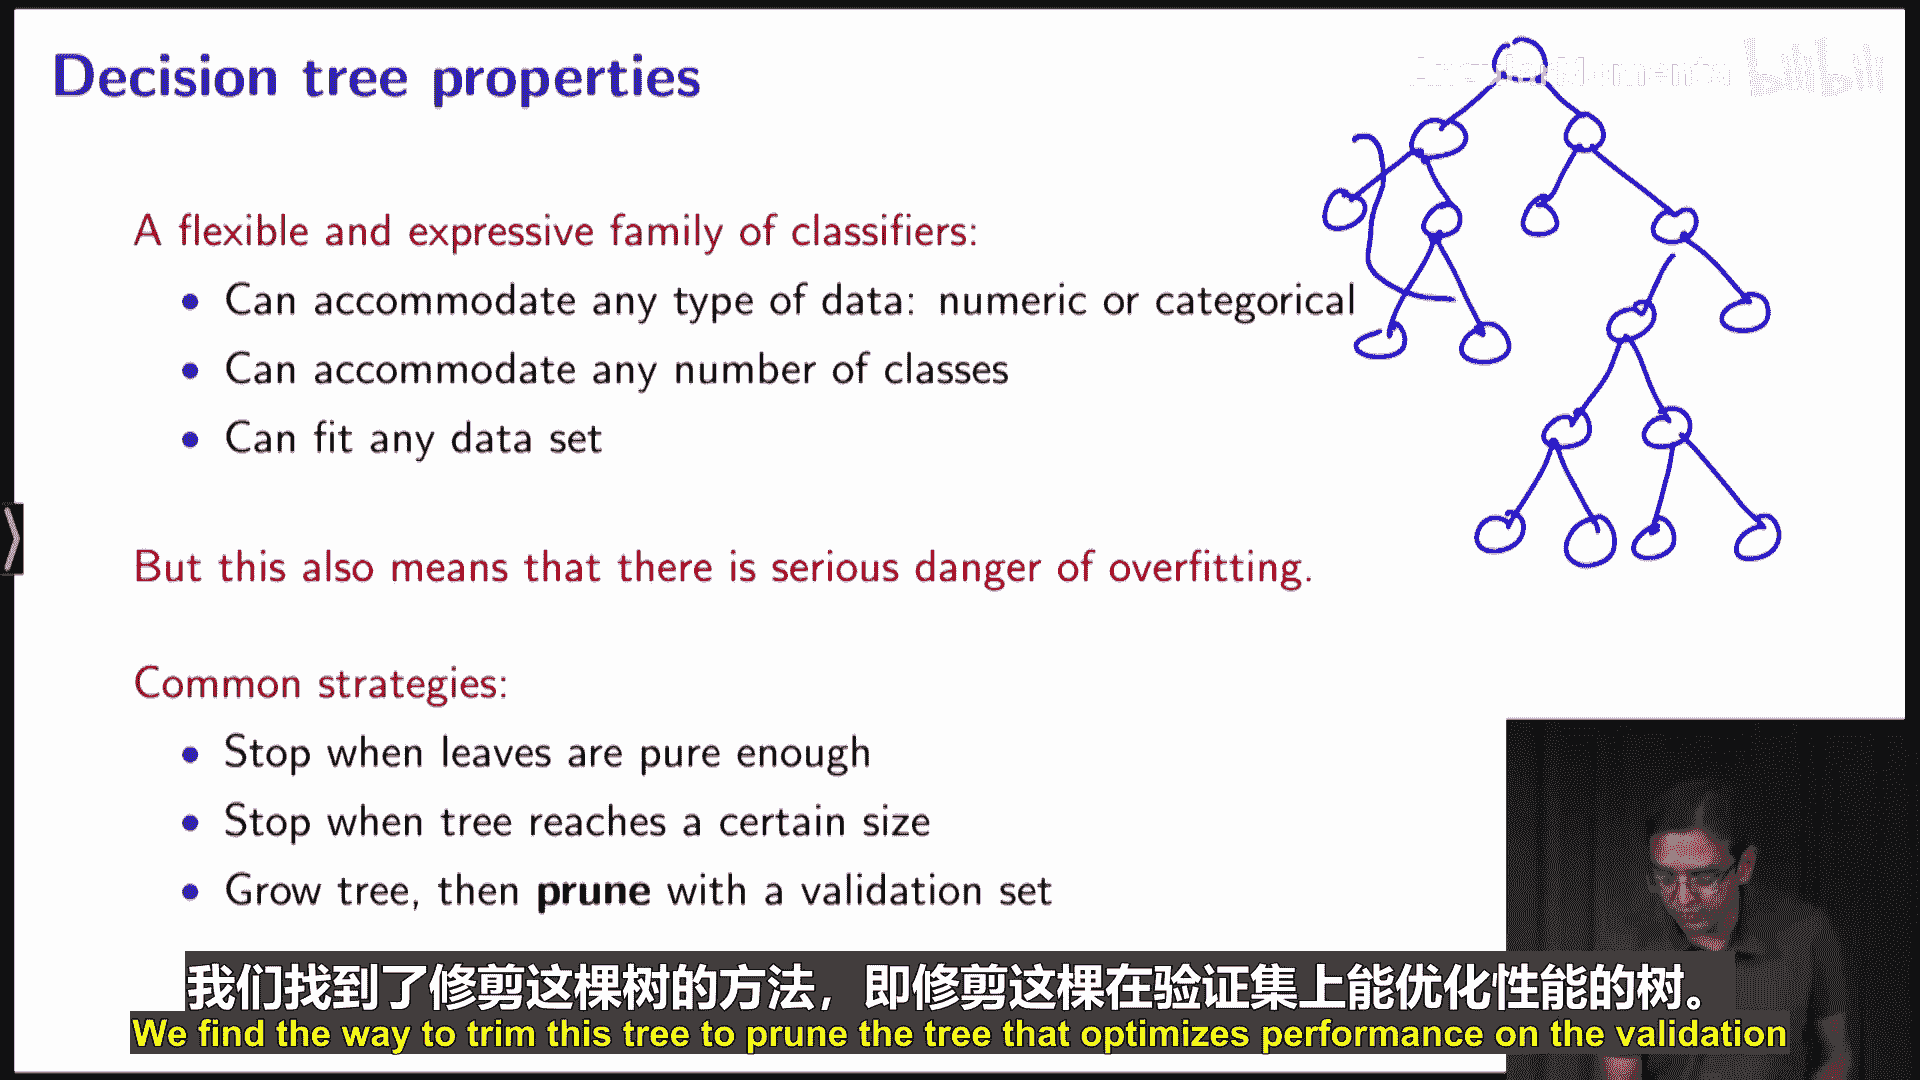 Decision tree properties
bilibili
A flexible and expressive family of classifiers:
Can accommodate any type of data: numeric or categorical
Can accommodate any number of classes
Can fit any data set
But this also means that there is serious danger of overfitting.
Common strategies:
Stop when leaves are pure enough
Stop when tree reaches a certain size
Grow tree, then prune with a validation set
我们找到了修剪这棵树的方法，即修剪这棵在验证集上能优化性能的树。
We find the way to trim this tree to prune the tree that optimizes performance on the validation